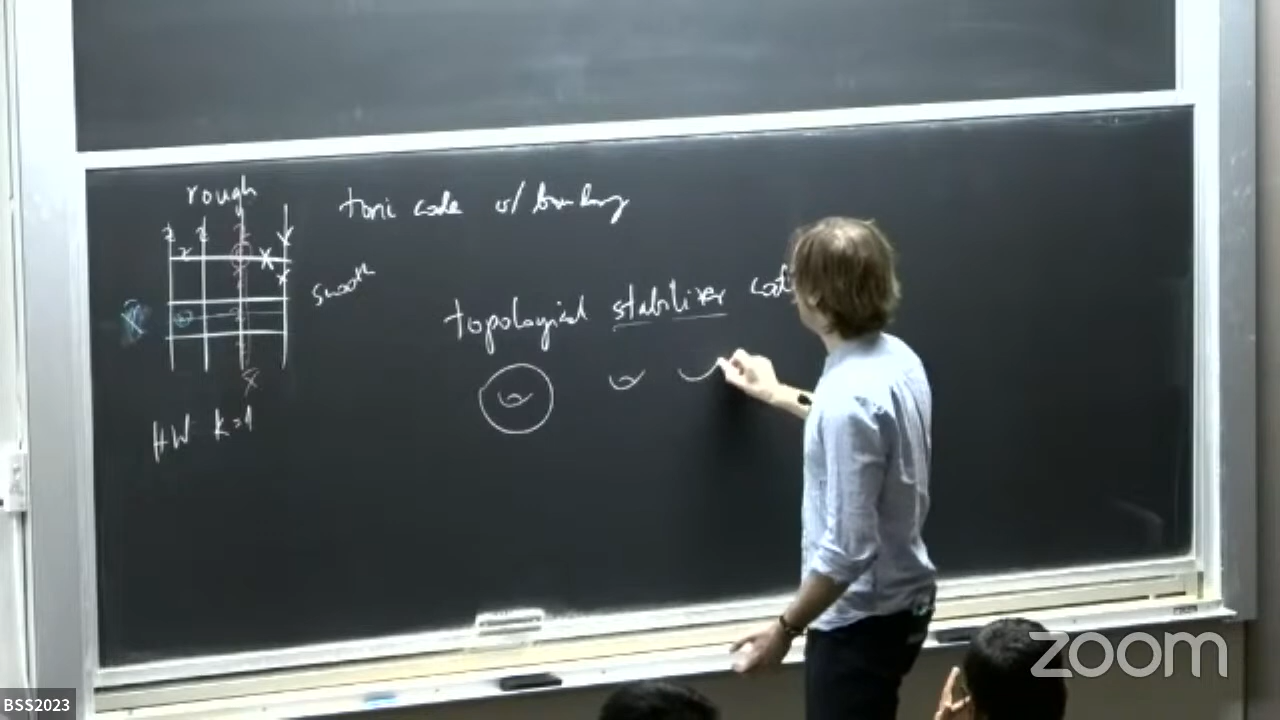 rough
toric code w/ boundary
smooth
topological stabilizer cod
HW k=1
zoom
BSS2023